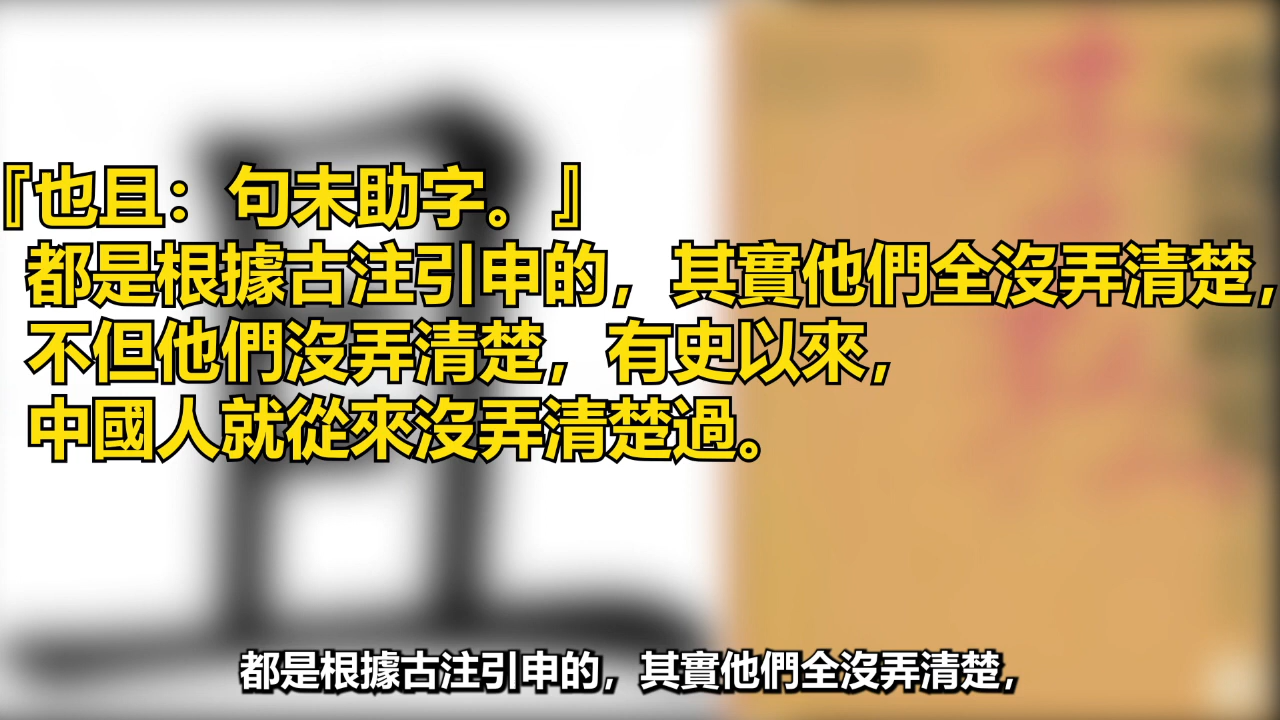 『也且：句未助字。』
都是根據古注引申的，其實他們全沒弄清楚，
不但他們沒弄清楚，有史以來，
中國人就從來沒弄清楚過。
都是根據古注引申的，其實他們全沒弄清楚，